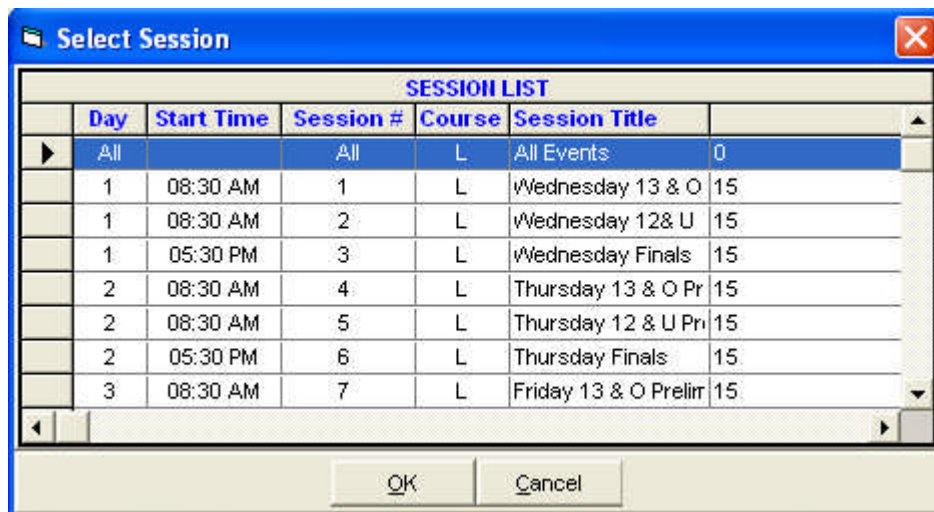 Select Session
SESSION LIST
Day Start Time Session # Course Session Title
All All L All Events 0
1 08:30 AM 1 L Wednesday 13 & O 15
1 08:30 AM 2 L Wednesday 12& U 15
1 05:30 PM 3 L Wednesday Finals 15
2 08:30 AM 4 L Thursday 13 & O Pr 15
2 08:30 AM 5 L Thursday 12 & U Pr 15
2 05:30 PM 6 L Thursday Finals 15
3 08:30 AM 7 L Friday 13 & O Prelim 15
OK Cancel